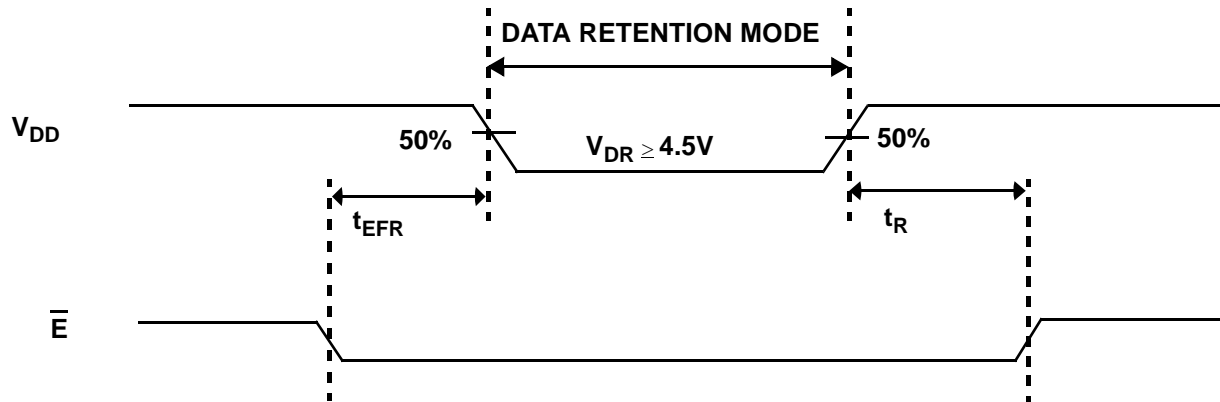 DATA RETENTION MODE
V_DD
50%
V_DR ≥ 4.5V
50%
t_EFR
t_R
E̅